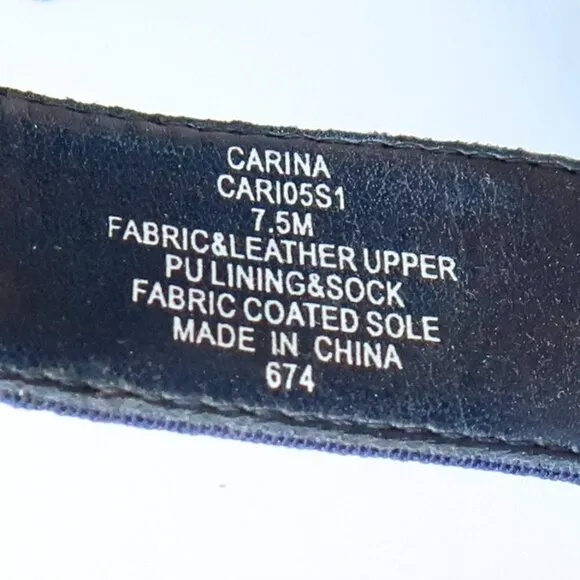 CARINA
CARI05S1
7.5M
FABRIC&LEATHER UPPER
PU LINING&SOCK
FABRIC COATED SOLE
MADE IN CHINA
674